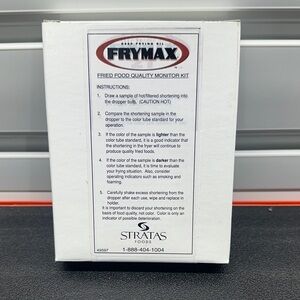 DEEP-FRYING OIL
FRYMAX
FRIED FOOD QUALITY MONITOR KIT
INSTRUCTIONS:
1. Draw a sample of hot/filtered shortening into
the dropper bulb. (CAUTION HOT)
2. Compare the shortening sample in the
dropper to the color tube standard for your
operation.
3. If the color of the sample is lighter than the
color tube standard, it is a good indicator that
the shortening in the fryer will continue to
produce quality fried foods.
4. If the color of the sample is darker than the
color tube standard, it is time to evaluate
your frying situation. Also, consider
operating indicators such as smoking and
foaming.
5. Carefully shake excess shortening from the
dropper after each use, wipe and replace in
holder.
It is important to discard your shortening on the
basis of food quality, not color. Color is only an
indicator of possible deterioration.
STRATAS
FOODS
1-888-404-1004